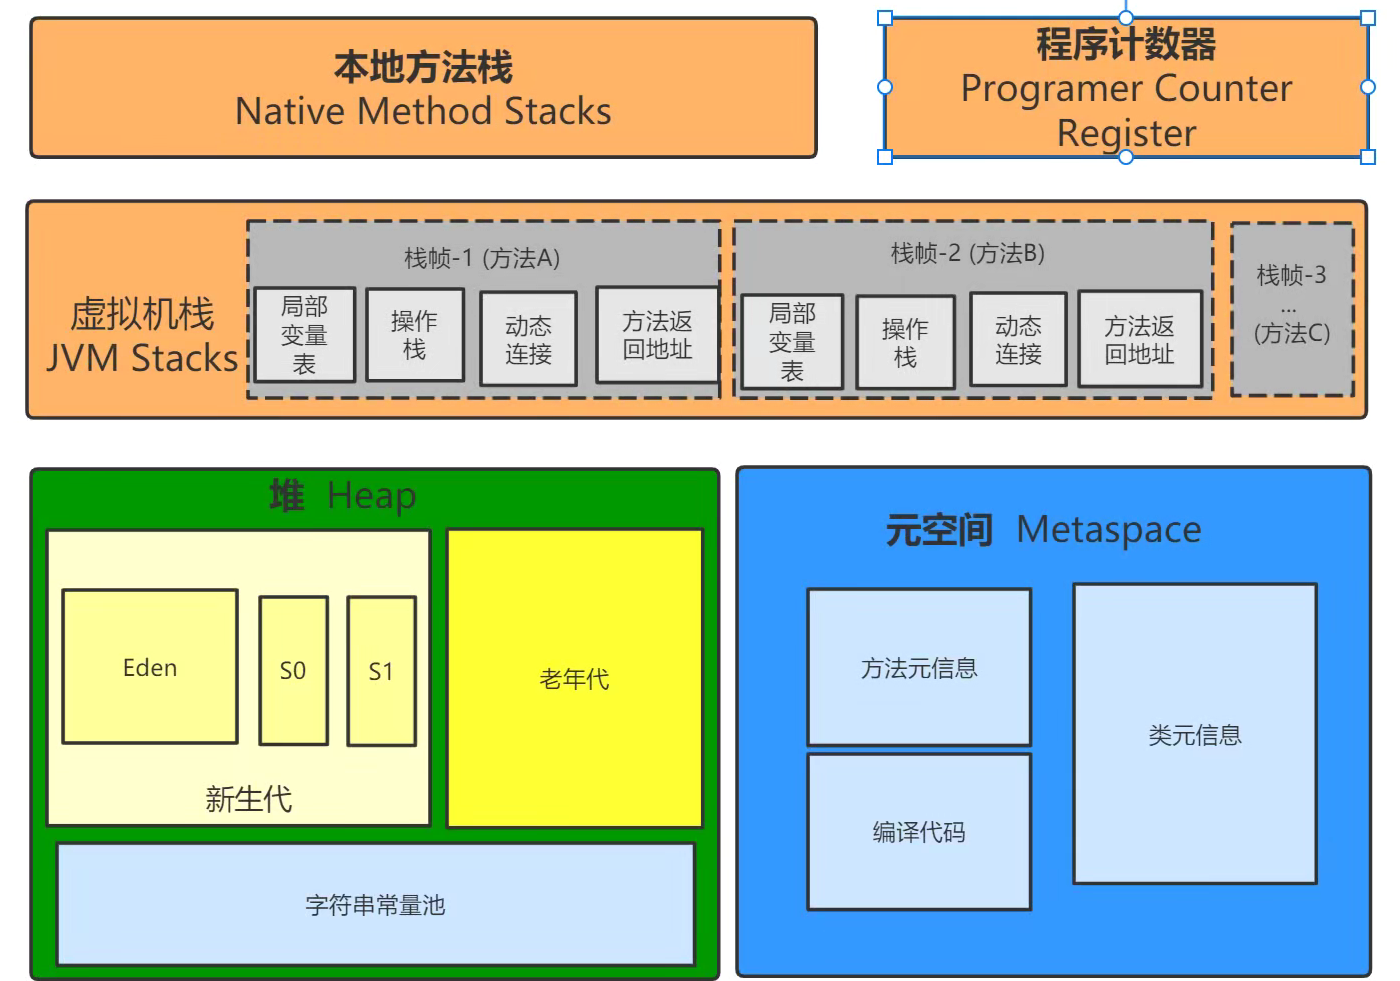 本地方法栈
Native Method Stacks
程序计数器
Programer Counter
Register
虚拟机栈
JVM Stacks
栈帧-1 (方法A)
局部
变量
表
操作
栈
动态
连接
方法返
回地址
栈帧-2 (方法B)
局部
变量
表
操作
栈
动态
连接
方法返
回地址
栈帧-3
...
(方法C)
堆 Heap
Eden
S0
S1
新生代
老年代
字符串常量池
元空间 Metaspace
方法元信息
编译代码
类元信息